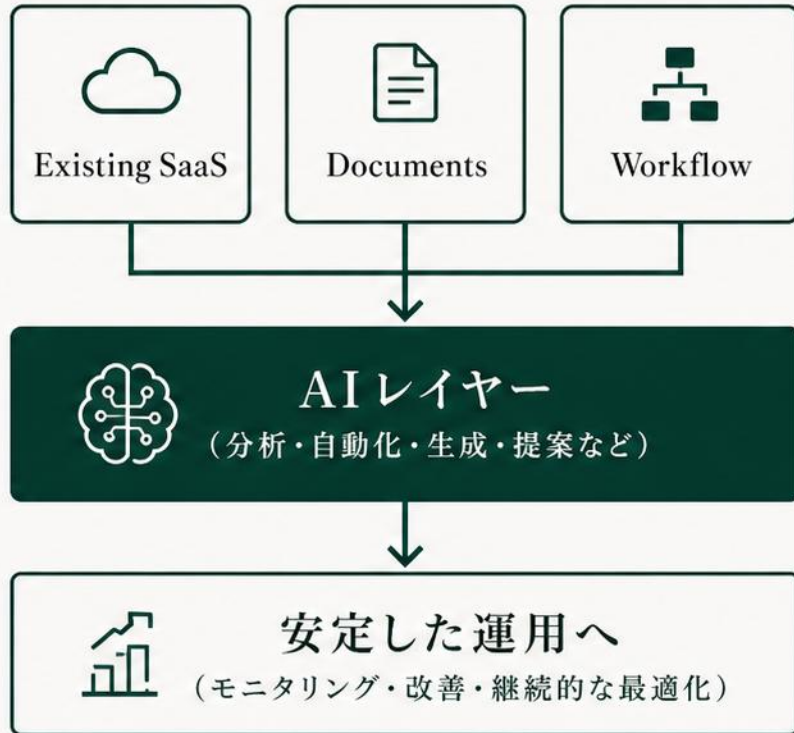 Existing SaaS
Documents
Workflow
AIレイヤー
(分析・自動化・生成・提案など)
安定した運用へ
(モニタリング・改善・継続的な最適化)